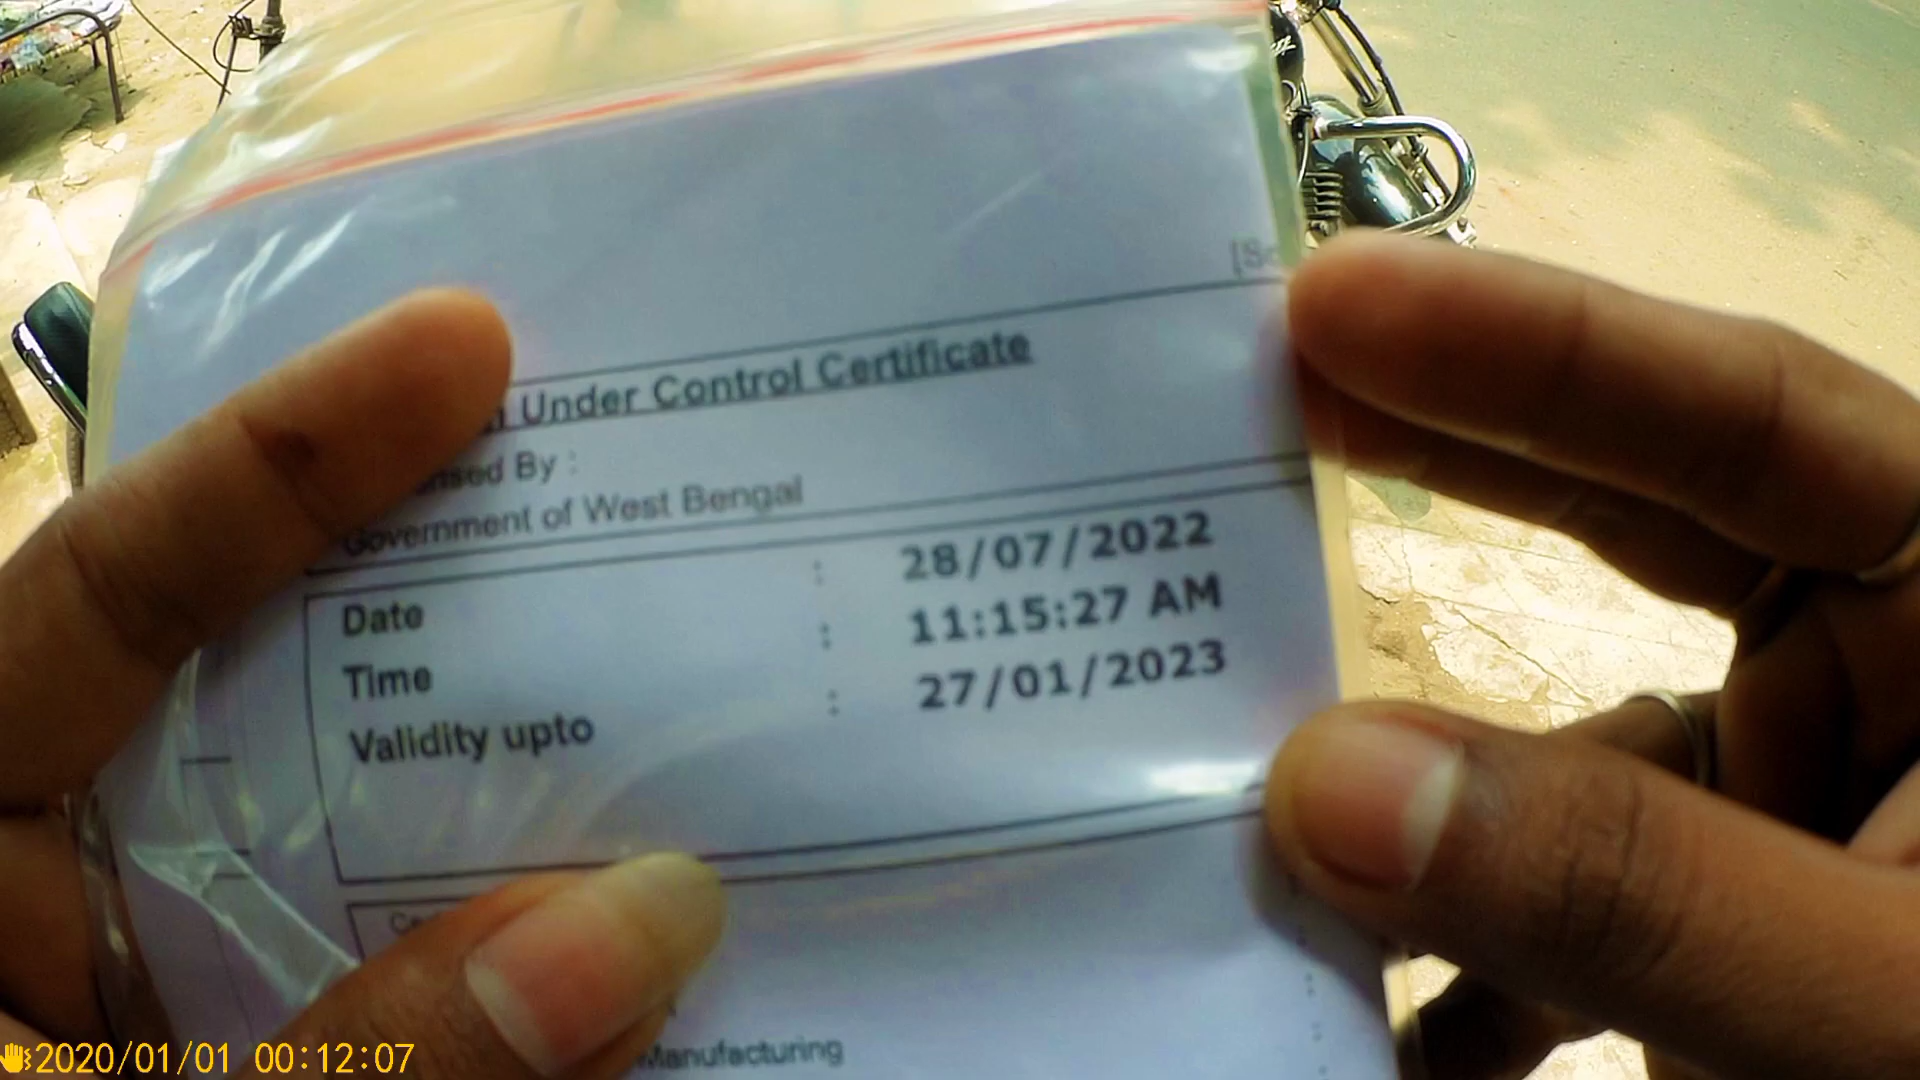 [Sc
Under Control Certificate
By :
Government of West Bengal
Date : 28/07/2022
Time : 11:15:27 AM
Validity upto : 27/01/2023
Manufacturing
2020/01/01 00:12:07